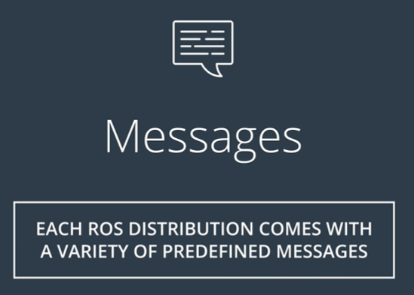 Messages
EACH ROS DISTRIBUTION COMES WITH
A VARIETY OF PREDEFINED MESSAGES